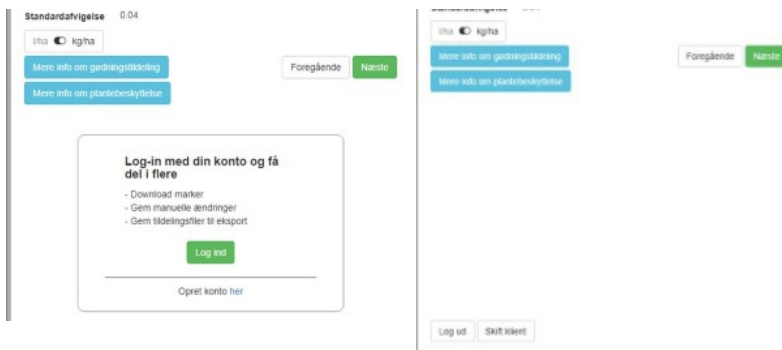 Standardafvigelse 0.04
l/ha kg/ha
Mere info om gødningstildeling
Foregående Næste
Mere info om plantebeskyttelse
Log-in med din konto og få
del i flere
- Download marker
- Gem manuelle ændringer
- Gem tildelingsfiler til eksport
Log ind
Opret konto her
l/ha kg/ha
Mere info om gødningstildeling
Foregående Næste
Mere info om plantebeskyttelse
Log ud Skift klient